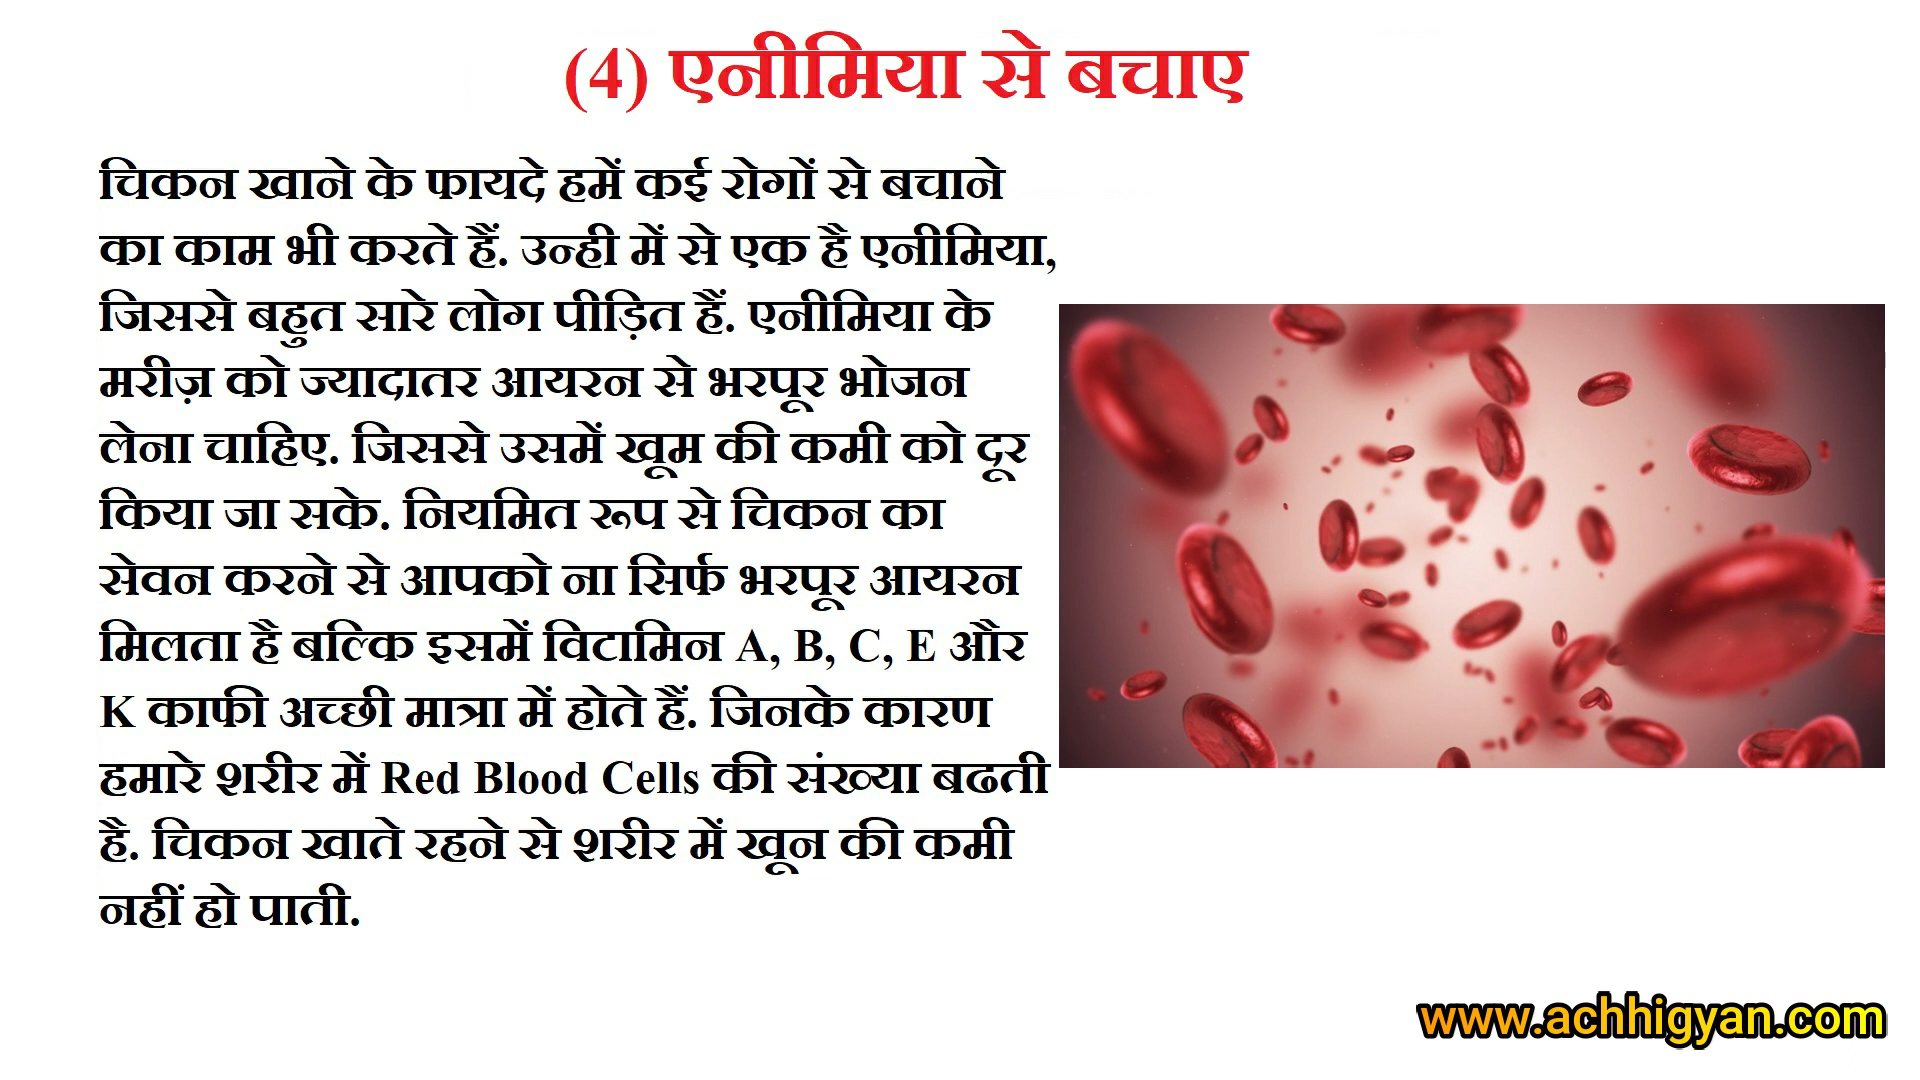 (4) एनीमिया से बचाए
चिकन खाने के फायदे हमें कई रोगों से बचाने
का काम भी करते हैं. उन्ही में से एक है एनीमिया,
जिससे बहुत सारे लोग पीड़ित हैं. एनीमिया के
मरीज़ को ज्यादातर आयरन से भरपूर भोजन
लेना चाहिए. जिससे उसमें खूम की कमी को दूर
किया जा सके. नियमित रूप से चिकन का
सेवन करने से आपको ना सिर्फ भरपूर आयरन
मिलता है बल्कि इसमें विटामिन A, B, C, E और
K काफी अच्छी मात्रा में होते हैं. जिनके कारण
हमारे शरीर में Red Blood Cells की संख्या बढती
है. चिकन खाते रहने से शरीर में खून की कमी
नहीं हो पाती.
www.achhigyan.com